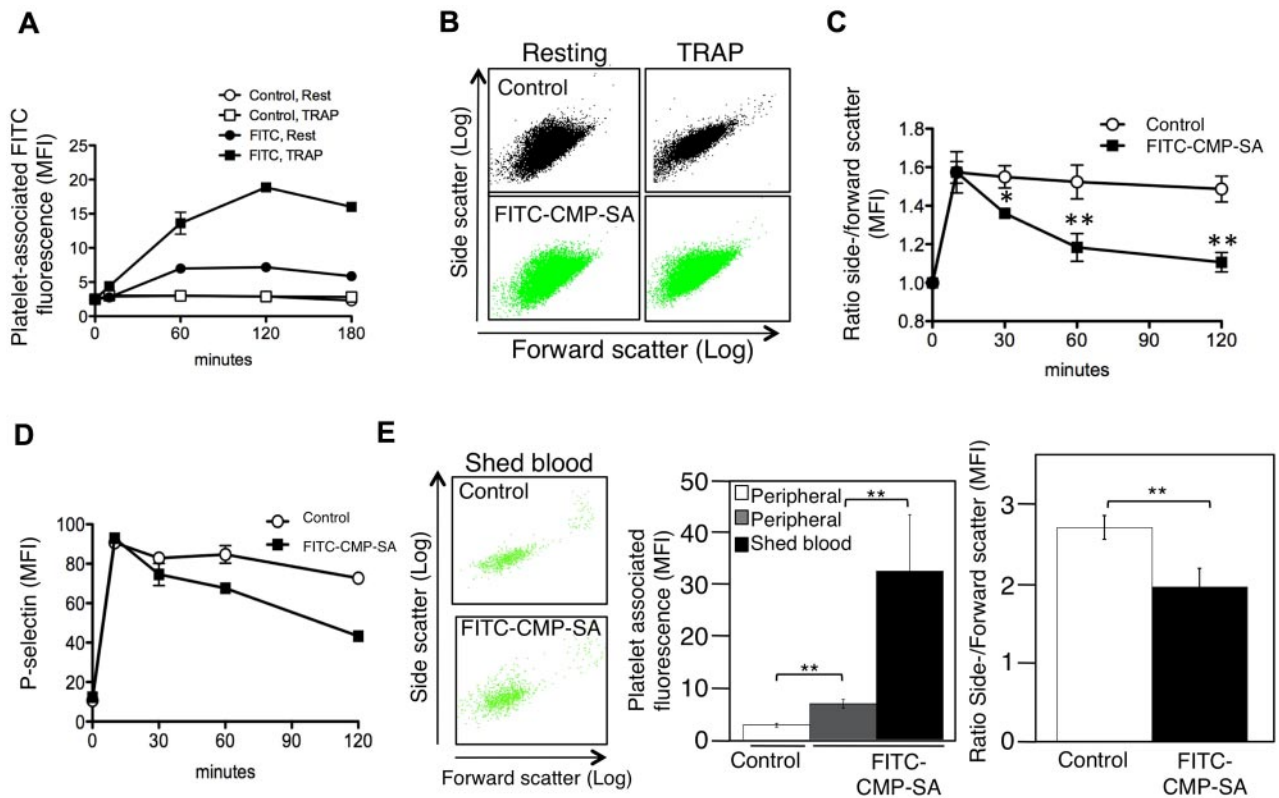 A
Platelet-associated FITC
fluorescence (MFI)
Control, Rest
Control, TRAP
FITC, Rest
FITC, TRAP
25
20
15
10
5
0
0 60 120 180
minutes
B
Resting TRAP
Control
FITC-CMP-SA
Side scatter (Log)
Forward scatter (Log)
C
Ratio side-/forward scatter
(MFI)
Control
FITC-CMP-SA
1.8
1.6
1.4
1.2
1.0
0.8
*
**
**
0 30 60 90 120
minutes
D
P-selectin (MFI)
Control
FITC-CMP-SA
100
80
60
40
20
0
0 30 60 90 120
minutes
E
Shed blood
Control
FITC-CMP-SA
Side scatter (Log)
Forward scatter (Log)
Platelet associated
fluorescence (MFI)
50
40
30
20
10
0
Peripheral
Peripheral
Shed blood
**
**
Control FITC-
CMP-SA
Ratio Side-/Forward scatter (MFI)
3
2
1
0
**
Control FITC-
CMP-SA